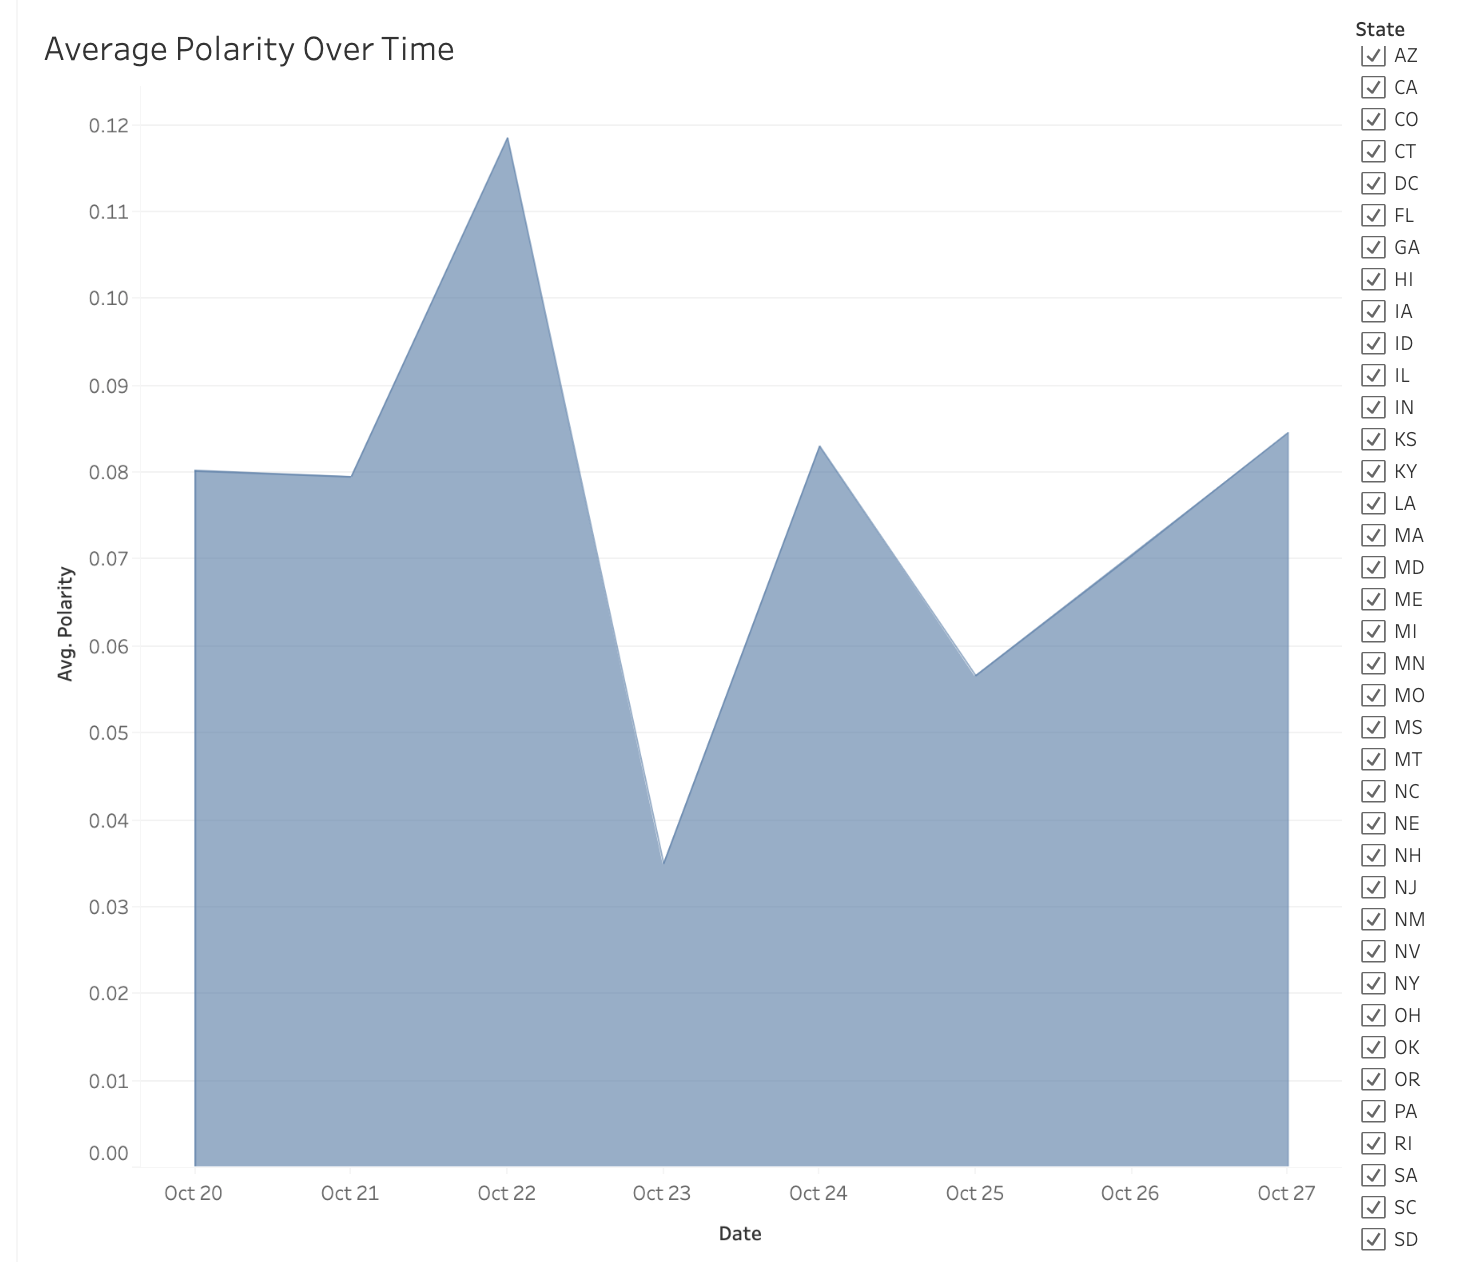 Average Polarity Over Time
0.12
0.11
0.10
0.09
0.08
0.07
0.06
0.05
0.04
0.03
0.02
0.01
0.00
Avg. Polarity
Oct 20 Oct 21 Oct 22 Oct 23 Oct 24 Oct 25 Oct 26 Oct 27
Date
State
AZ
CA
CO
CT
DC
FL
GA
HI
IA
ID
IL
IN
KS
KY
LA
MA
MD
ME
MI
MN
MO
MS
MT
NC
NE
NH
NJ
NM
NV
NY
OH
OK
OR
PA
RI
SA
SC
SD